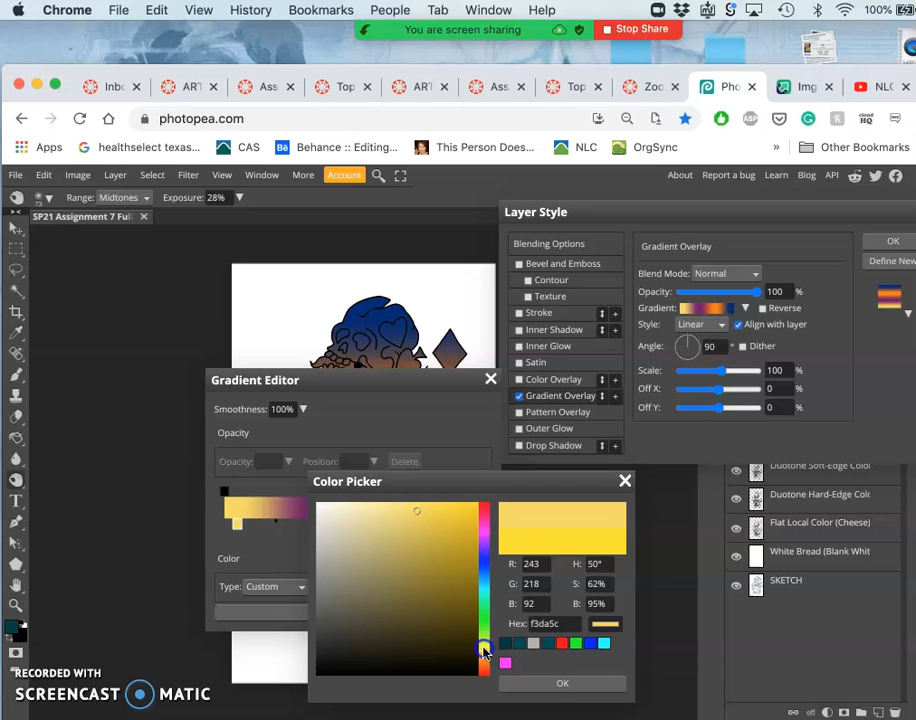 Chrome File Edit View History Bookmarks People Tab Window Help 100%
You are screen sharing Stop Share
Inbo ART Ass Top ART Ass Top Zoo Pho Img NLC
photopea.com
Apps healthselect texas... CAS Behance :: Editing... This Person Does... NLC OrgSync » Other Bookmarks
File Edit Image Layer Select Filter View Window More Account About Report a bug Learn Blog API
73 Range: Midtones Exposure: 28%
SP21 Assignment 7 Full
Layer Style
Blending Options
Bevel and Emboss
Contour
Texture
Stroke
Inner Shadow
Inner Glow
Satin
Color Overlay
Gradient Overlay
Pattern Overlay
Outer Glow
Drop Shadow
Gradient Overlay
Blend Mode: Normal
Opacity: 100 %
Gradient: Reverse
Style: Linear Align with layer
Angle: 90 ° Dither
Scale: 100 %
Off X: 0 %
Off Y: 0 %
OK
Define New
Gradient Editor
Smoothness: 100%
Opacity
Opacity: Position: Delete
Color
Type: Custom
Color Picker
R: 243 H: 50°
G: 218 S: 62%
B: 92 B: 95%
Hex: f3da5c
OK
Duotone Soft-Edge Colo
Duotone Hard-Edge Colo
Flat Local Color (Cheese)
White Bread (Blank Whit
SKETCH
RECORDED WITH
SCREENCAST MATIC
off